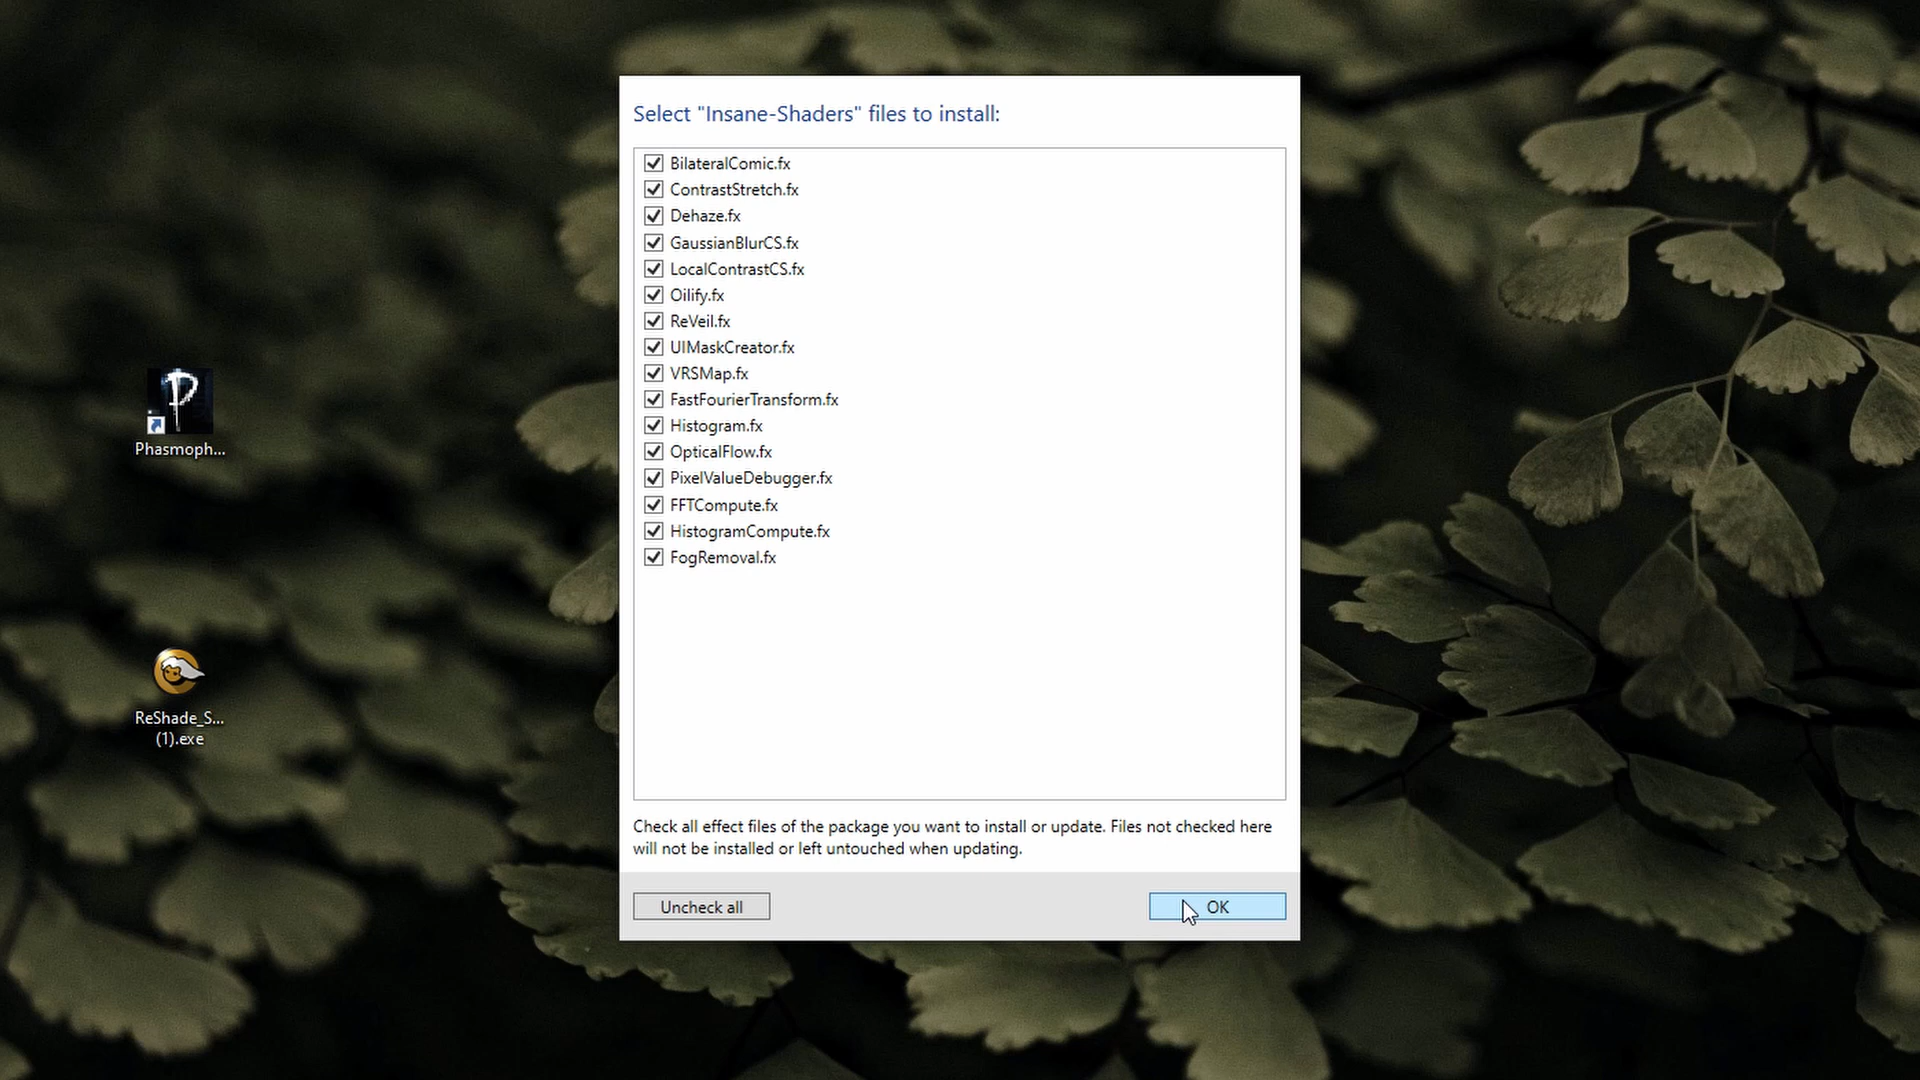 Select "Insane-Shaders" files to install:
BilateralComic.fx
ContrastStretch.fx
Dehaze.fx
GaussianBlurCS.fx
LocalContrastCS.fx
Oilify.fx
ReVeil.fx
UIMaskCreator.fx
VRSMap.fx
FastFourierTransform.fx
Histogram.fx
OpticalFlow.fx
PixelValueDebugger.fx
FFTCompute.fx
HistogramCompute.fx
FogRemoval.fx
Check all effect files of the package you want to install or update. Files not checked here
will not be installed or left untouched when updating.
Uncheck all
OK
Phasmoph...
ReShade_S...
(1).exe